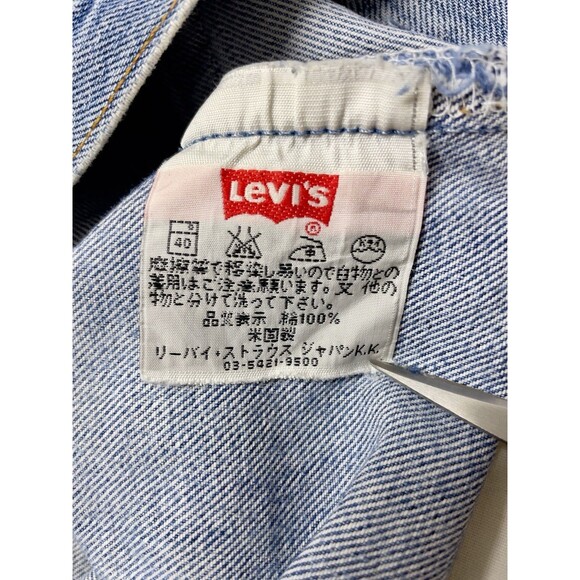 LEVI'S
®
40
摩擦等で移染し易いので白物との
着用はご注意願います。又 他の
物と分けて洗って下さい。
品質表示 綿100%
米国製
リーバイ・ストラウス ジャパンK.K.
03-5421-9500